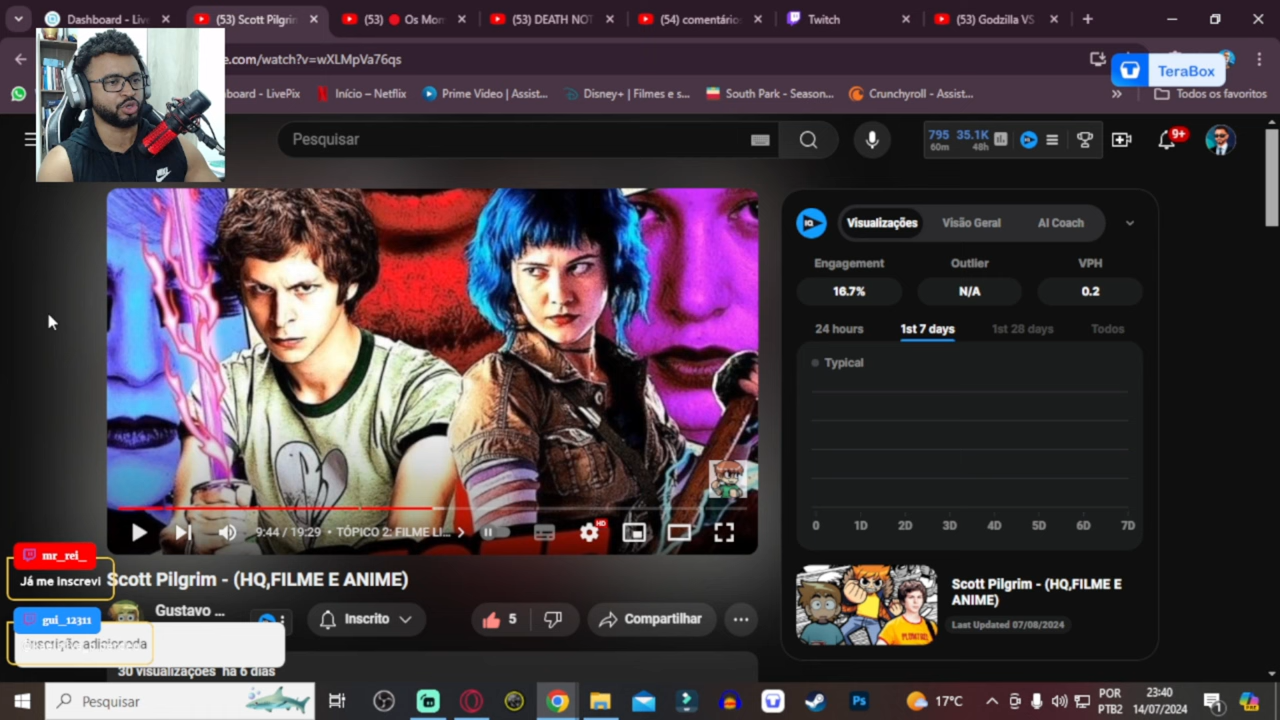 Dashboard - Live
(53) Scott Pilgrim
(53) Os Mon
(53) DEATH NOT
(54) comentário
Twitch
(53) Godzilla VS
e.com/watch?v=wXLMpVa76qs
TeraBox
board - LivePix
Início – Netflix
Prime Video | Assist...
Disney+ | Filmes e s...
South Park - Season...
Crunchyroll - Assist...
Todos os favoritos
Pesquisar
795 35.1K
60m 48h
9+
IQ
Visualizações
Visão Geral
AI Coach
Engagement
Outlier
VPH
16.7%
N/A
0.2
24 hours
1st 7 days
1st 28 days
Todos
Typical
0 1D 2D 3D 4D 5D 6D 7D
9:44 / 19:29 • TÓPICO 2: FILME LI...
HD
Scott Pilgrim - (HQ,FILME E
ANIME)
Last Updated 07/08/2024
mr_rei_
Já me inscrevi
Scott Pilgrim - (HQ,FILME E ANIME)
Gustavo ...
Inscrito
5
Compartilhar
gui_12311
Inscrição adicionada
30 visualizações há 6 dias
Pesquisar
17°C
POR
PTB2
23:40
14/07/2024